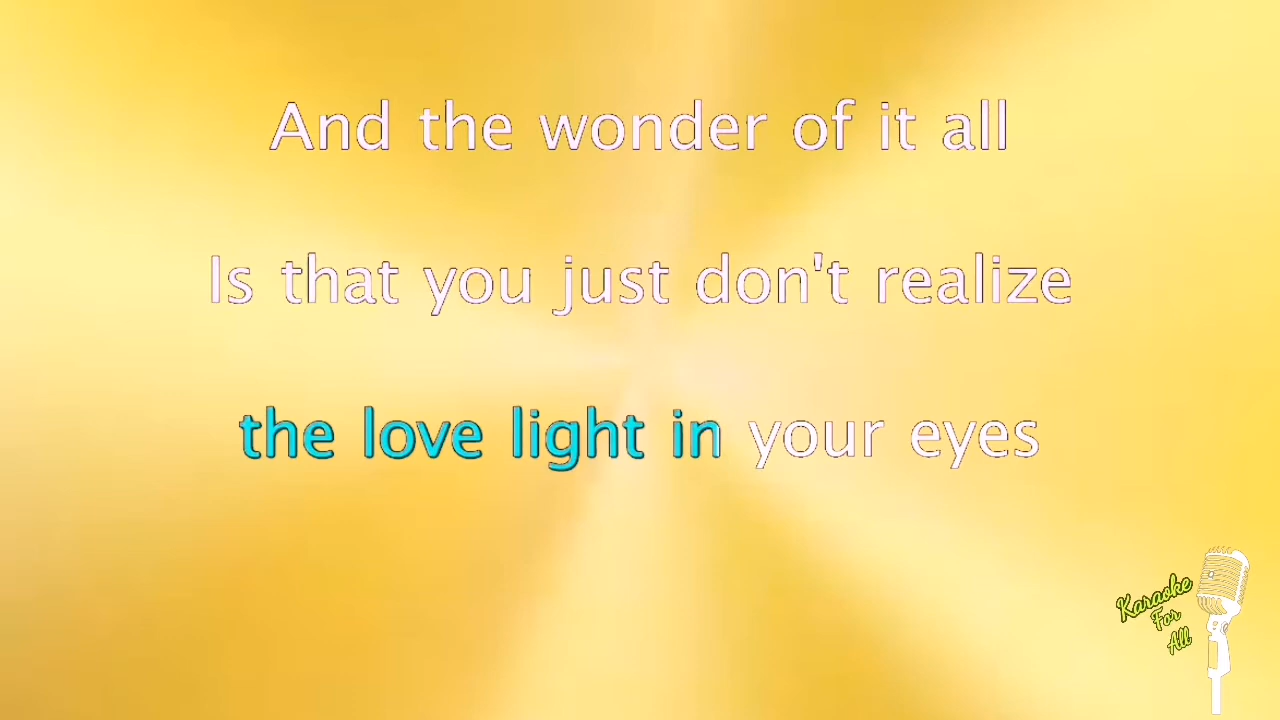 And the wonder of it all
Is that you just don't realize
the love light in your eyes
Karaoke
For
All